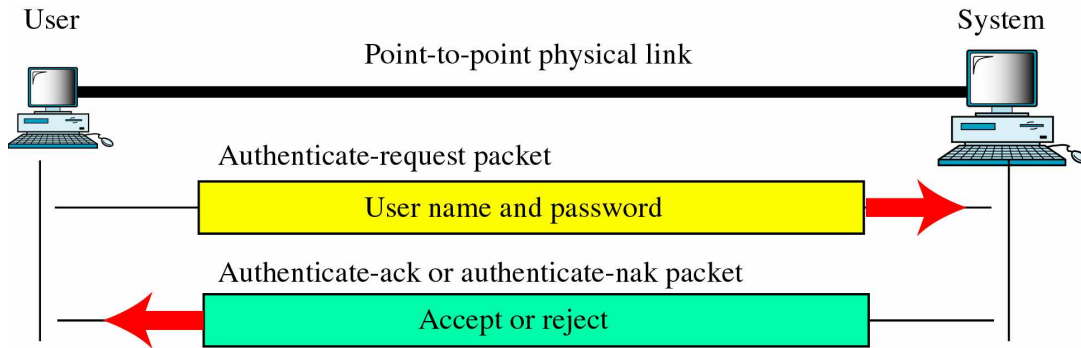 User
System
Point-to-point physical link
Authenticate-request packet
User name and password
Authenticate-ack or authenticate-nak packet
Accept or reject